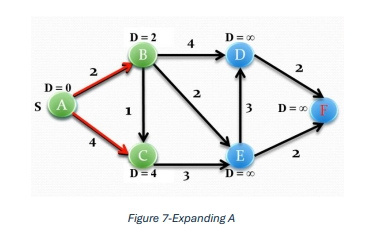 D = 2
4
D = ∞
B
D
2
2
D = 0
2
S
A
1
3
D = ∞
F
4
2
C
E
D = 4
3
D = ∞
Figure 7-Expanding A